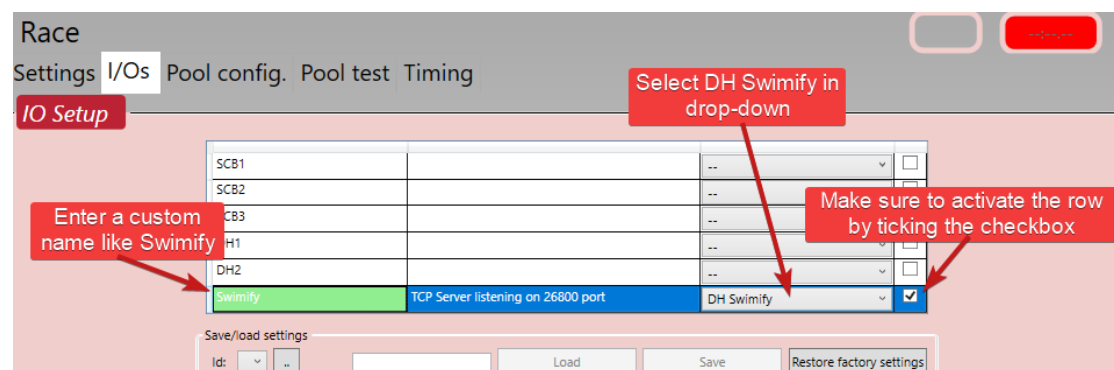 Race
--:--.--
Settings I/Os Pool config. Pool test Timing
Select DH Swimify in
drop-down
IO Setup
SCB1 --
SCB2 --
CB3 --
Make sure to activate the row
by ticking the checkbox
Enter a custom
name like Swimify
H1 --
DH2 --
Swimify TCP Server listening on 26800 port DH Swimify
Save/load settings
Id: .. Load Save Restore factory settings